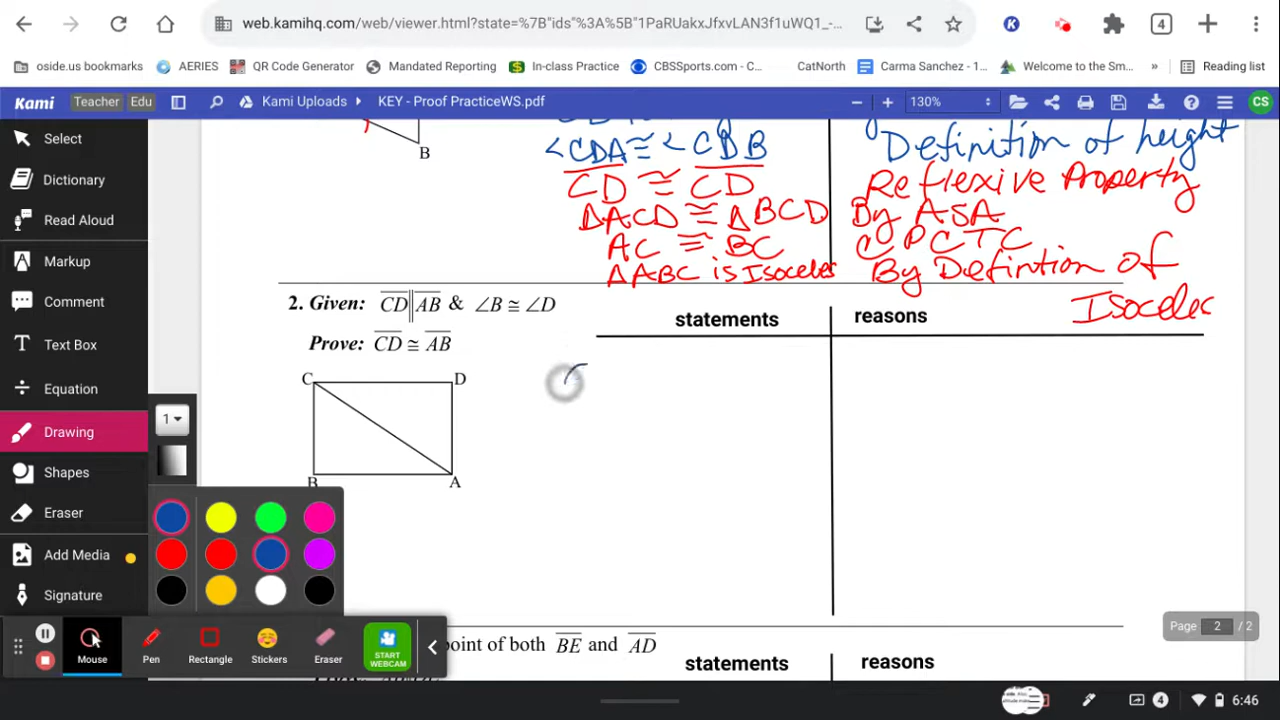 web.kamihq.com/web/viewer.html?state=%7B"ids"%3A%5B"1PaRUakxJfxvLAN3f1uWQ1_-...
4
oside.us bookmarks AERIES QR Code Generator Mandated Reporting In-class Practice CBSSports.com - C... CatNorth Carma Sanchez - 1... Welcome to the Sm... » Reading list
Kami Teacher Edu Kami Uploads KEY - Proof PracticeWS.pdf 130% CS
Select
Dictionary
Read Aloud
Markup
Comment
Text Box
Equation
Drawing
Shapes
Eraser
Add Media
Signature
1
B
<CDA ≅ < CDB Definition of height
CD ≅ CD Reflexive Property
ΔACD ≅ ΔBCD By ASA
AC ≅ BC CPCTC
ΔABC is Isoceles By Defintion of
Isoceles
2. Given: CD || AB & ∠B ≅ ∠D
statements reasons
Prove: CD ≅ AB
C D
B A
point of both BE and AD
statements reasons
Page 2 / 2
Mouse Pen Rectangle Stickers Eraser START WEBCAM
4 6:46